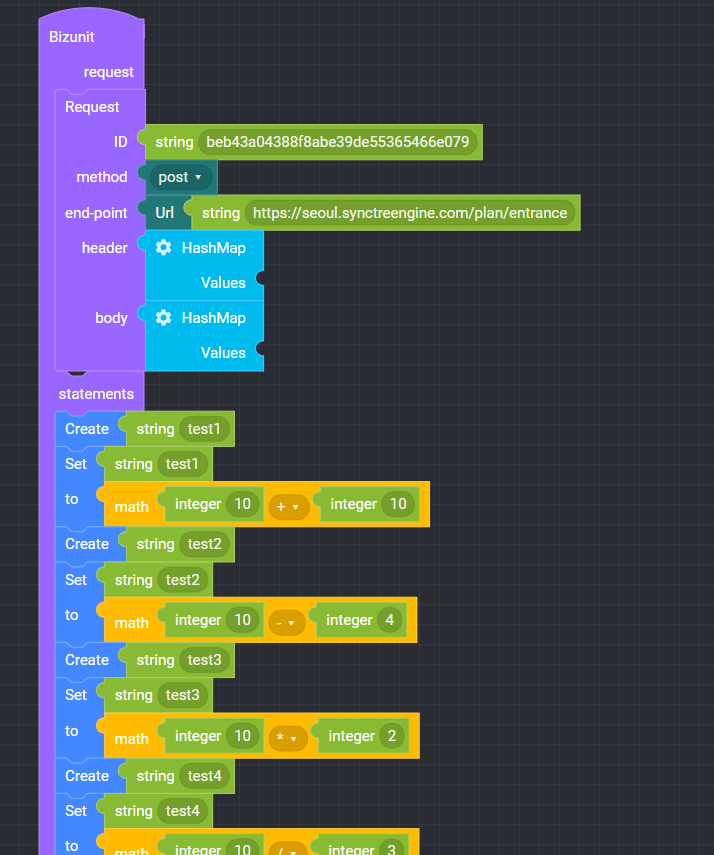 Bizunit
request
Request
ID string beb43a04388f8abe39de55365466e079
method post
end-point Url string https://seoul.synctreengine.com/plan/entrance
header HashMap
Values
body HashMap
Values
statements
Create string test1
Set string test1
to math integer 10 + integer 10
Create string test2
Set string test2
to math integer 10 - integer 4
Create string test3
Set string test3
to math integer 10 * integer 2
Create string test4
Set string test4
to math integer 10 / integer 3